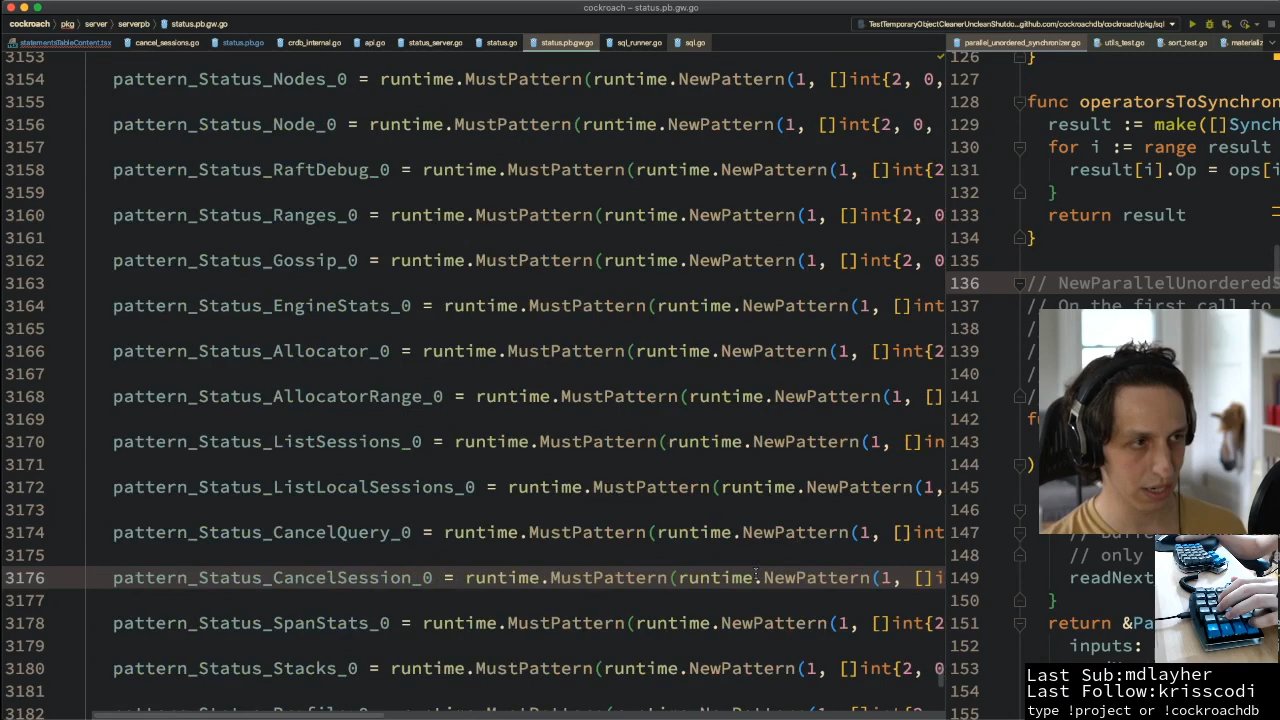 cockroach – status.pb.gw.go
cockroach › pkg › server › serverpb › status.pb.gw.go
TestTemporaryObjectCleanerUncleanShutdo...github.com/cockroachdb/cockroach/pkg/sql
statementsTableContent.tsx cancel_sessions.go status.pb.go crdb_internal.go api.go status_server.go status.go status.pb.gw.go sql_runner.go sql.go
parallel_unordered_synchronizer.go utils_test.go sort_test.go materializ
3153
3154 pattern_Status_Nodes_0 = runtime.MustPattern(runtime.NewPattern(1, []int{2, 0,
3155
3156 pattern_Status_Node_0 = runtime.MustPattern(runtime.NewPattern(1, []int{2, 0,
3157
3158 pattern_Status_RaftDebug_0 = runtime.MustPattern(runtime.NewPattern(1, []int{
3159
3160 pattern_Status_Ranges_0 = runtime.MustPattern(runtime.NewPattern(1, []int{2, 0
3161
3162 pattern_Status_Gossip_0 = runtime.MustPattern(runtime.NewPattern(1, []int{2, 0
3163
3164 pattern_Status_EngineStats_0 = runtime.MustPattern(runtime.NewPattern(1, []int
3165
3166 pattern_Status_Allocator_0 = runtime.MustPattern(runtime.NewPattern(1, []int{2
3167
3168 pattern_Status_AllocatorRange_0 = runtime.MustPattern(runtime.NewPattern(1, []
3169
3170 pattern_Status_ListSessions_0 = runtime.MustPattern(runtime.NewPattern(1, []in
3171
3172 pattern_Status_ListLocalSessions_0 = runtime.MustPattern(runtime.NewPattern(1,
3173
3174 pattern_Status_CancelQuery_0 = runtime.MustPattern(runtime.NewPattern(1, []int
3175
3176 pattern_Status_CancelSession_0 = runtime.MustPattern(runtime.NewPattern(1, []i
3177
3178 pattern_Status_SpanStats_0 = runtime.MustPattern(runtime.NewPattern(1, []int{2
3179
3180 pattern_Status_Stacks_0 = runtime.MustPattern(runtime.NewPattern(1, []int{2, 0
3181
3182
126 }
127
128 func operatorsToSynchron
129 result := make([]Synch
130 for i := range result
131 result[i].Op = ops[i
132 }
133 return result
134 }
135
136 // NewParallelUnorderedS
137 // On the first call to
138 //
139 //
140 //
141 //
142
143
144 )
145
146
147 // Buffe
148 // only
149 readNext
150 }
151 return &Pa
152 inputs:
153
154
155
Last Sub:mdlayher
Last Follow:krisscodi
type !project or !cockroachdb